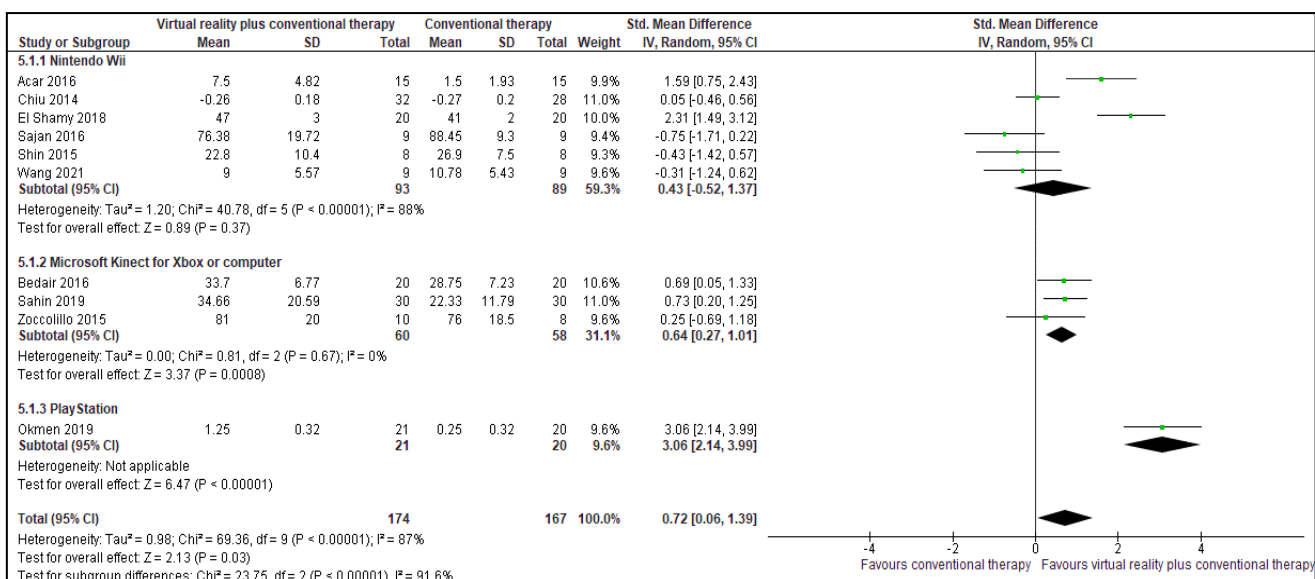 Virtual reality plus conventional therapy Conventional therapy Std. Mean Difference Std. Mean Difference
Study or Subgroup Mean SD Total Mean SD Total Weight IV, Random, 95% CI IV, Random, 95% CI
5.1.1 Nintendo Wii
Acar 2016 7.5 4.82 15 1.5 1.93 15 9.9% 1.59 [0.75, 2.43]
Chiu 2014 -0.26 0.18 32 -0.27 0.2 28 11.0% 0.05 [-0.46, 0.56]
El Shamy 2018 47 3 20 41 2 20 10.0% 2.31 [1.49, 3.12]
Sajan 2016 76.38 19.72 9 88.45 9.3 9 9.4% -0.75 [-1.71, 0.22]
Shin 2015 22.8 10.4 8 26.9 7.5 8 9.3% -0.43 [-1.42, 0.57]
Wang 2021 9 5.57 9 10.78 5.43 9 9.6% -0.31 [-1.24, 0.62]
Subtotal (95% CI) 93 89 59.3% 0.43 [-0.52, 1.37]
Heterogeneity: Tau² = 1.20; Chi² = 40.78, df = 5 (P < 0.00001); I² = 88%
Test for overall effect: Z = 0.89 (P = 0.37)
5.1.2 Microsoft Kinect for Xbox or computer
Bedair 2016 33.7 6.77 20 28.75 7.23 20 10.6% 0.69 [0.05, 1.33]
Sahin 2019 34.66 20.59 30 22.33 11.79 30 11.0% 0.73 [0.20, 1.25]
Zoccolillo 2015 81 20 10 76 18.5 8 9.6% 0.25 [-0.69, 1.18]
Subtotal (95% CI) 60 58 31.1% 0.64 [0.27, 1.01]
Heterogeneity: Tau² = 0.00; Chi² = 0.81, df = 2 (P = 0.67); I² = 0%
Test for overall effect: Z = 3.37 (P = 0.0008)
5.1.3 PlayStation
Okmen 2019 1.25 0.32 21 0.25 0.32 20 9.6% 3.06 [2.14, 3.99]
Subtotal (95% CI) 21 20 9.6% 3.06 [2.14, 3.99]
Heterogeneity: Not applicable
Test for overall effect: Z = 6.47 (P < 0.00001)
Total (95% CI) 174 167 100.0% 0.72 [0.06, 1.39]
Heterogeneity: Tau² = 0.98; Chi² = 69.36, df = 9 (P < 0.00001); I² = 87%
Test for overall effect: Z = 2.13 (P = 0.03)
Test for subgroup differences: Chi² = 23.75, df = 2 (P < 0.00001), I² = 91.6%
-4 -2 0 2 4
Favours conventional therapy Favours virtual reality plus conventional therapy